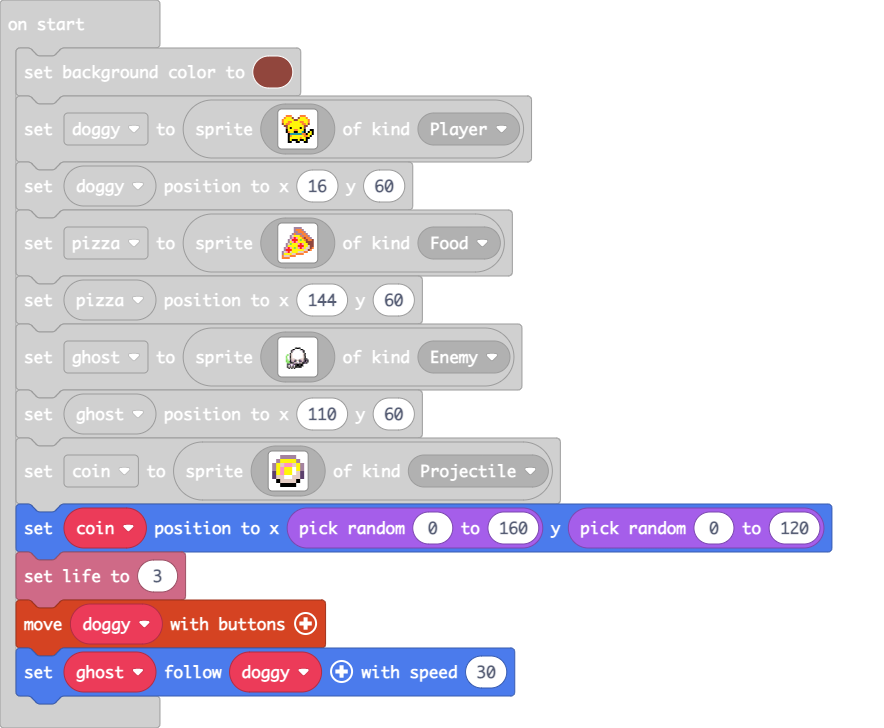 on start
set background color to
set doggy to sprite of kind Player
set doggy position to x 16 y 60
set pizza to sprite of kind Food
set pizza position to x 144 y 60
set ghost to sprite of kind Enemy
set ghost position to x 110 y 60
set coin to sprite of kind Projectile
set coin position to x pick random 0 to 160 y pick random 0 to 120
set life to 3
move doggy with buttons
set ghost follow doggy with speed 30